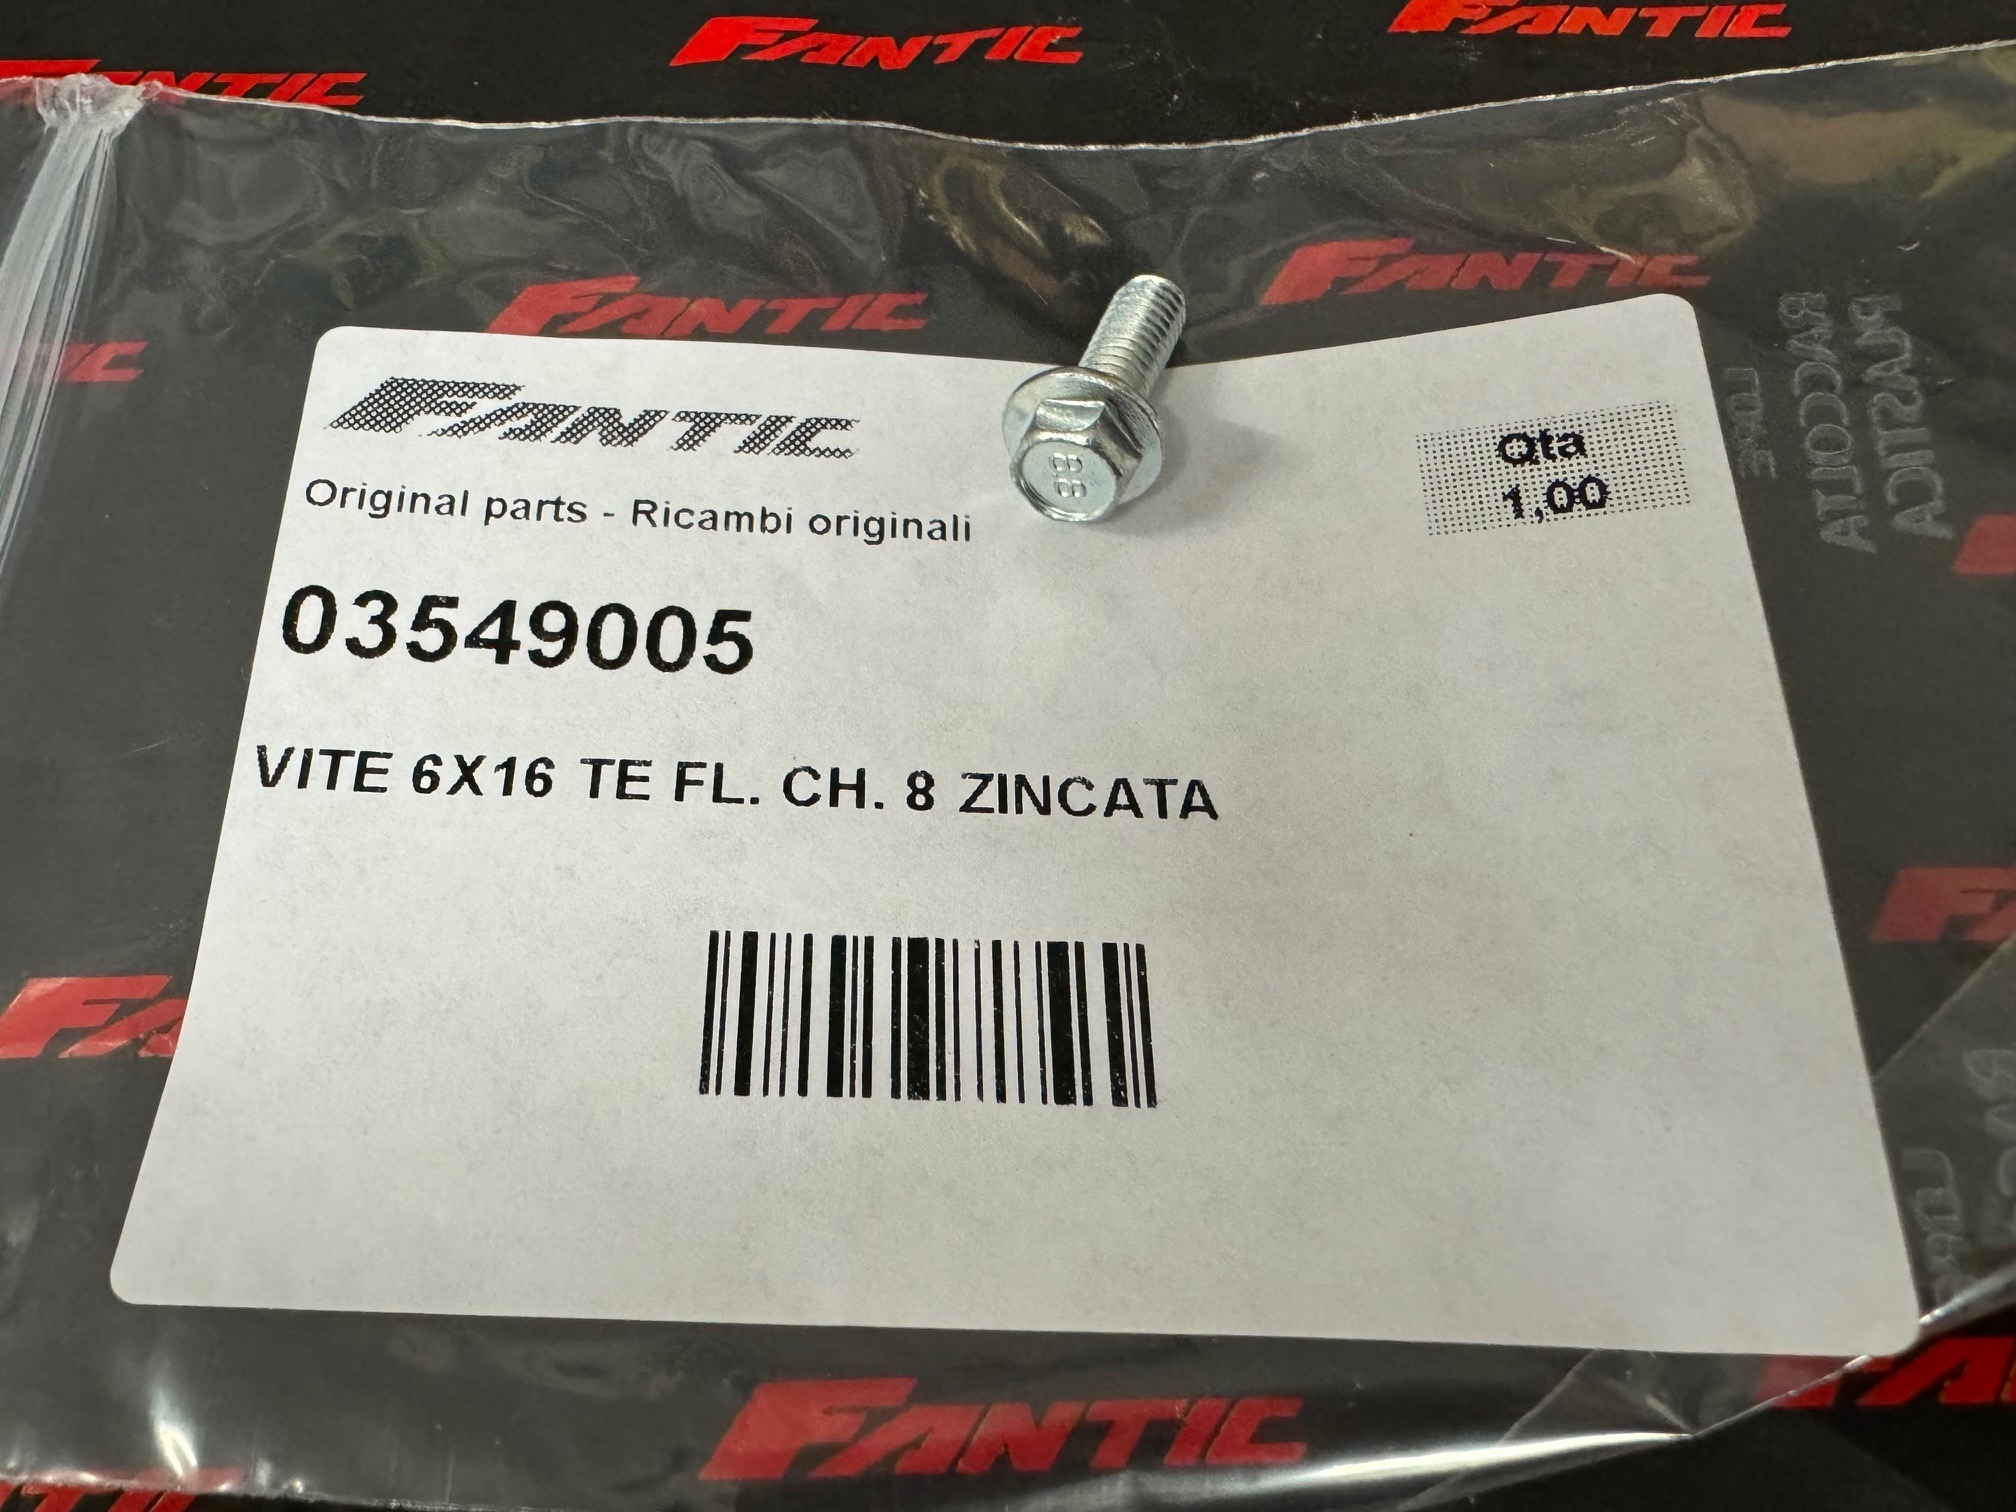 FANTIC
FANTIC
FANTIC
FANTIC
FANTIC
FANTIC
Original parts - Ricambi originali
8
8
Qta
1,00
RACCOLTA
PLASTICA
03549005
VITE 6X16 TE FL. CH. 8 ZINCATA
FANTIC